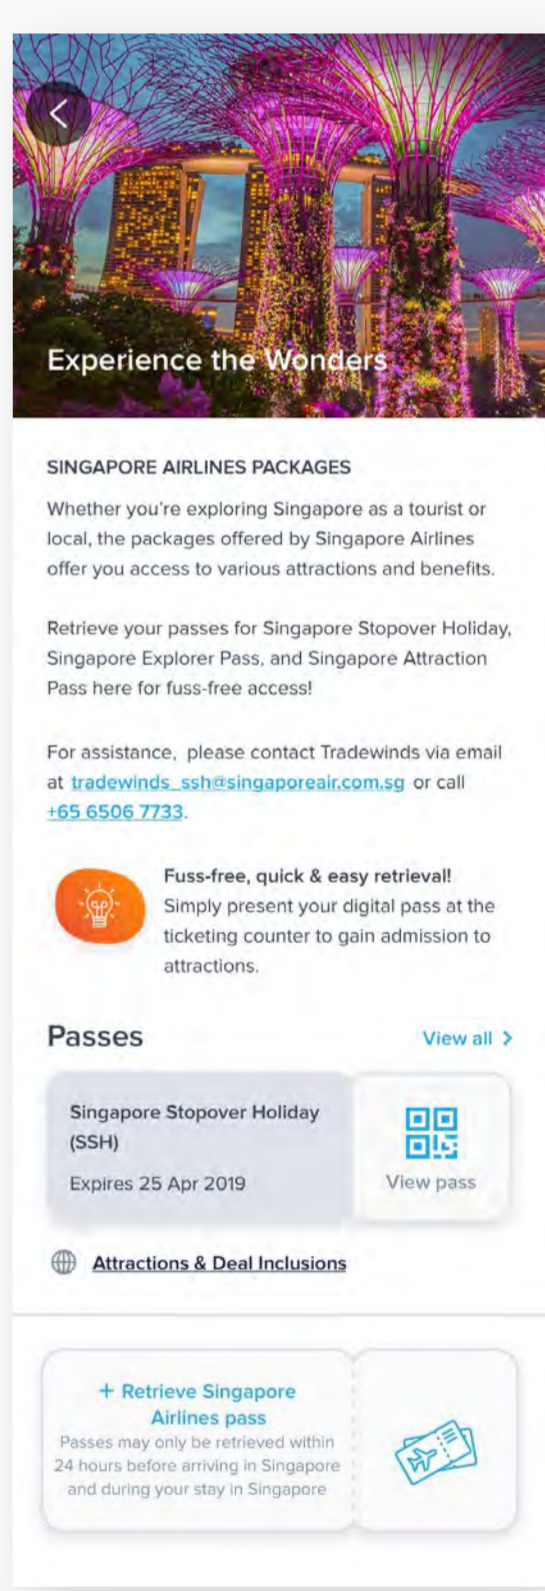 Experience the Wonders
SINGAPORE AIRLINES PACKAGES
Whether you're exploring Singapore as a tourist or
local, the packages offered by Singapore Airlines
offer you access to various attractions and benefits.
Retrieve your passes for Singapore Stopover Holiday,
Singapore Explorer Pass, and Singapore Attraction
Pass here for fuss-free access!
For assistance, please contact Tradewinds via email
at tradewinds_ssh@singaporeair.com.sg or call
+65 6506 7733.
Fuss-free, quick & easy retrieval!
Simply present your digital pass at the
ticketing counter to gain admission to
attractions.
Passes
View all >
Singapore Stopover Holiday
(SSH)
Expires 25 Apr 2019
View pass
Attractions & Deal Inclusions
+ Retrieve Singapore
Airlines pass
Passes may only be retrieved within
24 hours before arriving in Singapore
and during your stay in Singapore